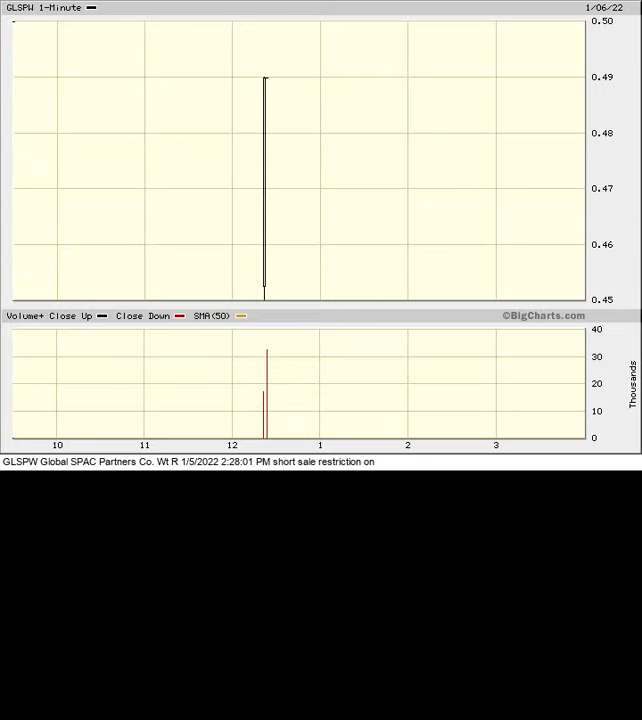 GLSPW 1-Minute 1/06/22
0.50
0.49
0.48
0.47
0.46
0.45
Volume+ Close Up Close Down SMA(50) ©BigCharts.com
40
30
20
10
0
Thousands
10 11 12 1 2 3
GLSPW Global SPAC Partners Co. Wt R 1/5/2022 2:28:01 PM short sale restriction on